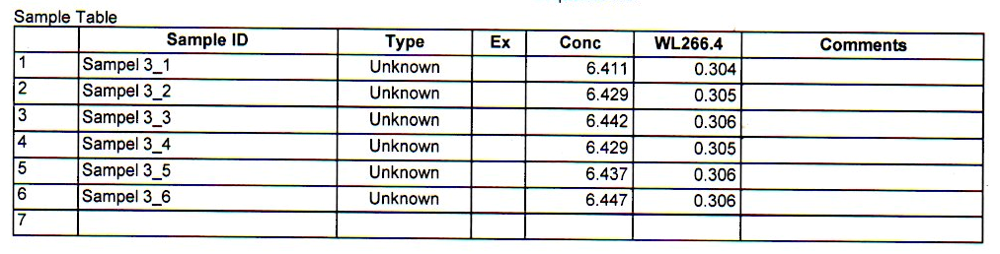 Sample Table
Sample ID Type Ex Conc WL266.4 Comments
1 Sampel 3_1 Unknown 6.411 0.304
2 Sampel 3_2 Unknown 6.429 0.305
3 Sampel 3_3 Unknown 6.442 0.306
4 Sampel 3_4 Unknown 6.429 0.305
5 Sampel 3_5 Unknown 6.437 0.306
6 Sampel 3_6 Unknown 6.447 0.306
7